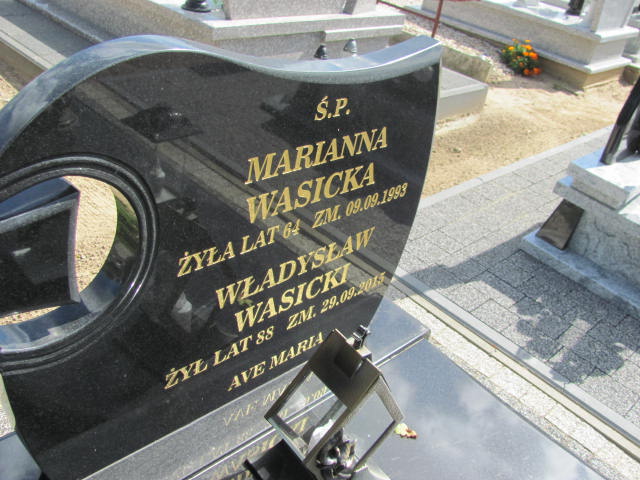 Ś.P.
MARIANNA
WASICKA
ŻYŁA LAT 64 ZM. 09.09.1993
WŁADYSŁAW
WASICKI
ŻYŁ LAT 88 ZM. 29.09.2015
AVE MARIA